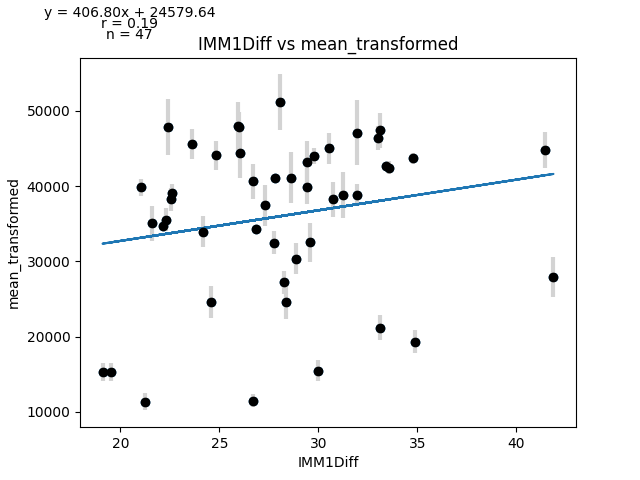 y = 406.80x + 24579.64
r = 0.19
n = 47
IMM1Diff vs mean_transformed
50000
40000
30000
20000
10000
mean_transformed
20
25
30
35
40
IMM1Diff